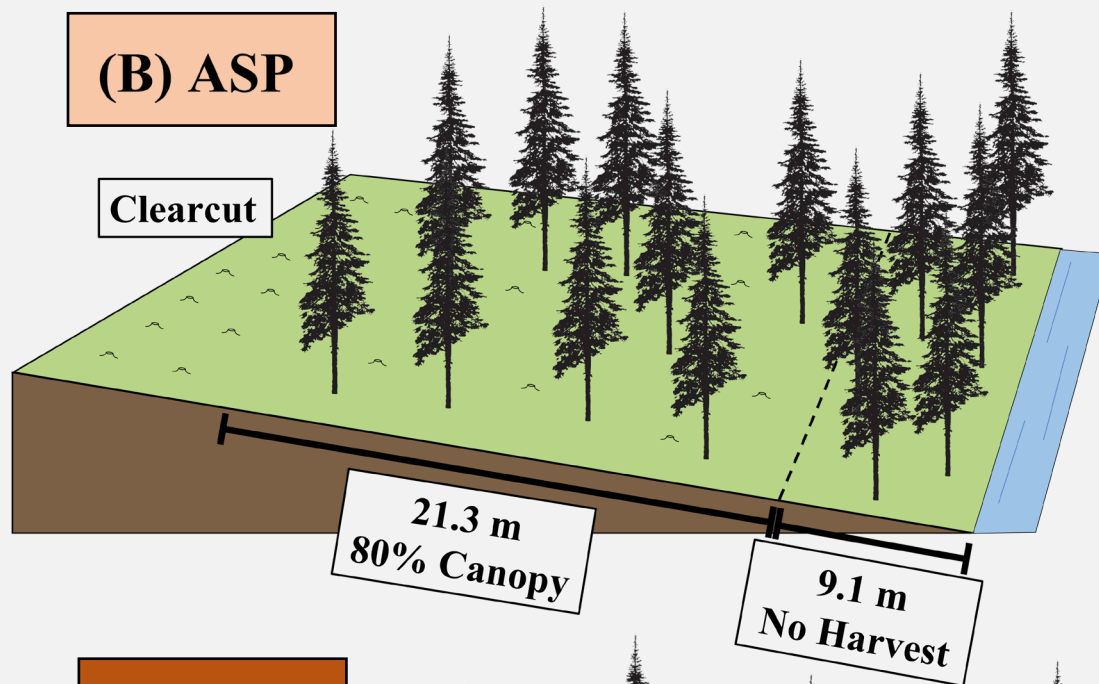 (B) ASP
Clearcut
21.3 m
80% Canopy
9.1 m
No Harvest